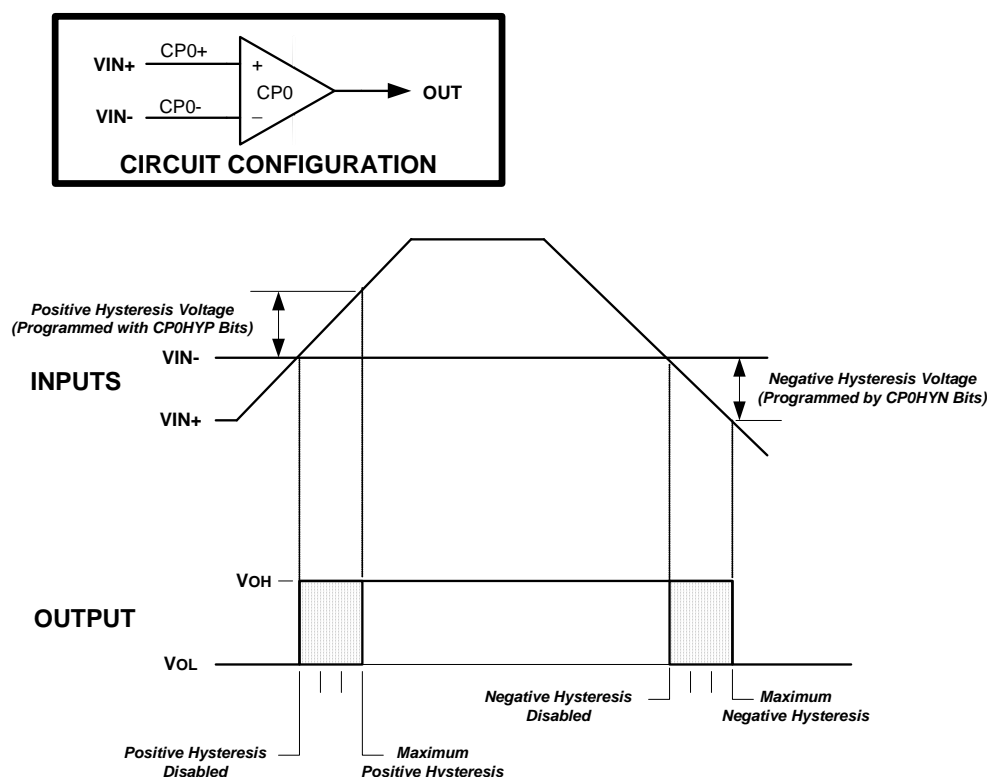 VIN+
CP0+
+
CP0
OUT
VIN-
CP0-
–
CIRCUIT CONFIGURATION
Positive Hysteresis Voltage
(Programmed with CP0HYP Bits)
VIN-
INPUTS
VIN+
Negative Hysteresis Voltage
(Programmed by CP0HYN Bits)
VOH
OUTPUT
VOL
Negative Hysteresis
Disabled
Maximum
Negative Hysteresis
Positive Hysteresis
Disabled
Maximum
Positive Hysteresis